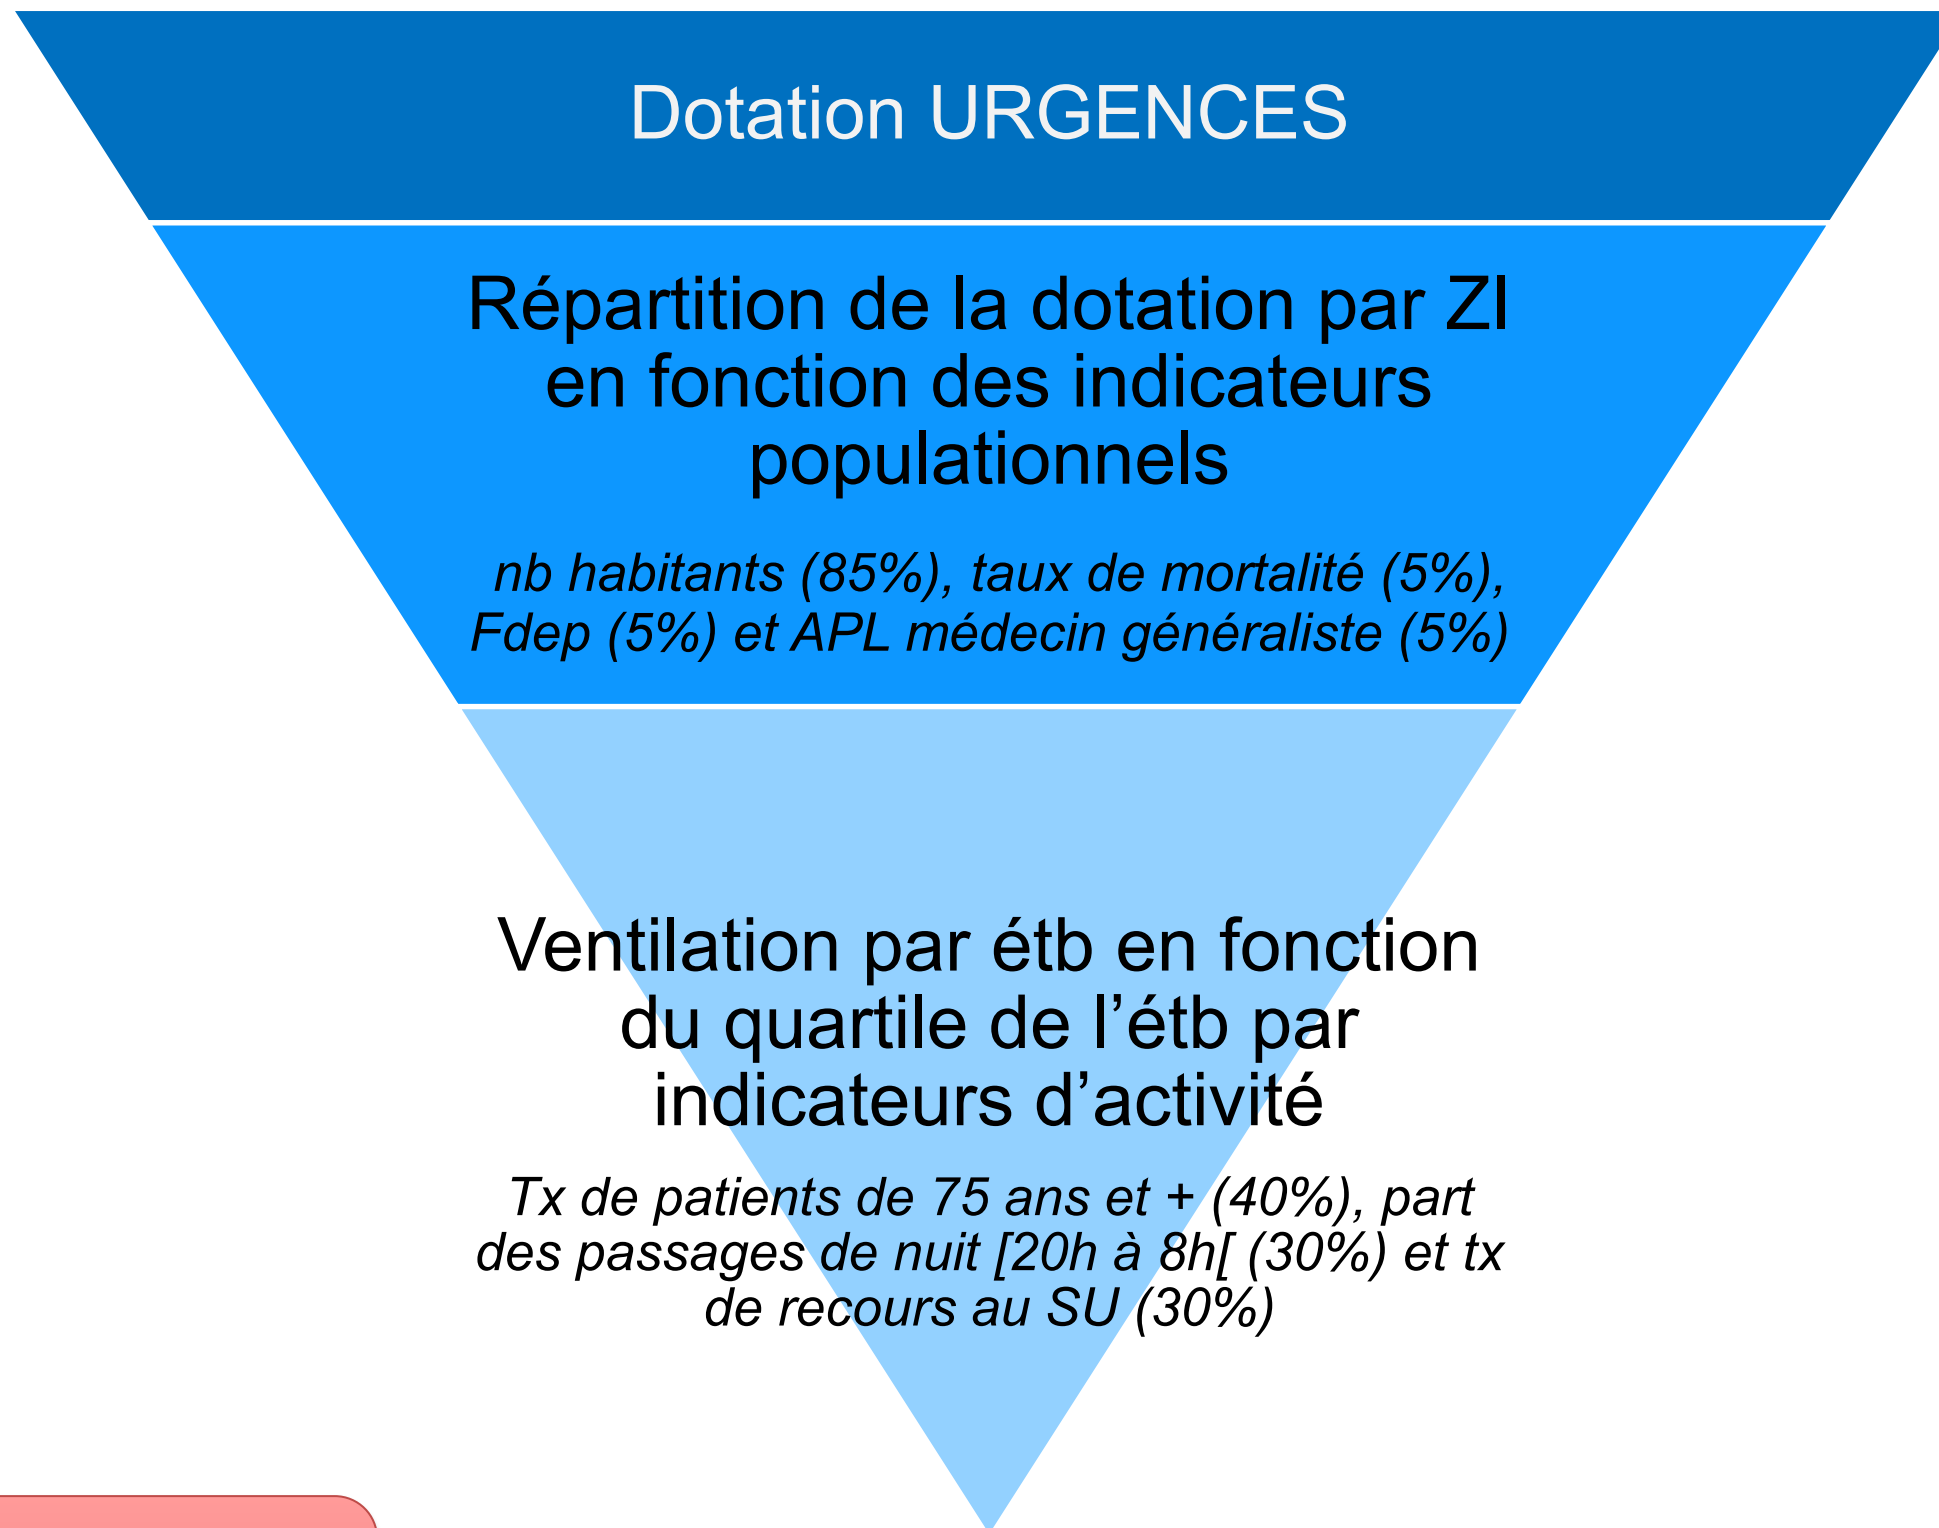 Dotation URGENCES
Répartition de la dotation par ZI
en fonction des indicateurs
populationnels
nb habitants (85%), taux de mortalité (5%),
Fdep (5%) et APL médecin généraliste (5%)
Ventilation par étb en fonction
du quartile de l’étb par
indicateurs d’activité
Tx de patients de 75 ans et + (40%), part
des passages de nuit [20h à 8h[ (30%) et tx
de recours au SU (30%)